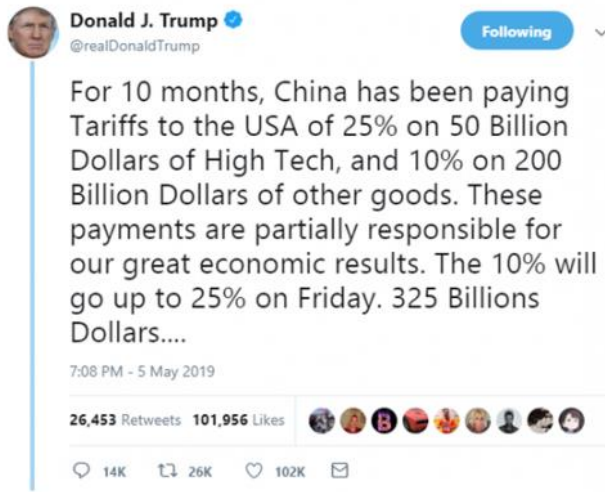 Donald J. Trump
@realDonaldTrump
Following
For 10 months, China has been paying
Tariffs to the USA of 25% on 50 Billion
Dollars of High Tech, and 10% on 200
Billion Dollars of other goods. These
payments are partially responsible for
our great economic results. The 10% will
go up to 25% on Friday. 325 Billions
Dollars....
7:08 PM - 5 May 2019
26,453 Retweets 101,956 Likes
14K 26K 102K